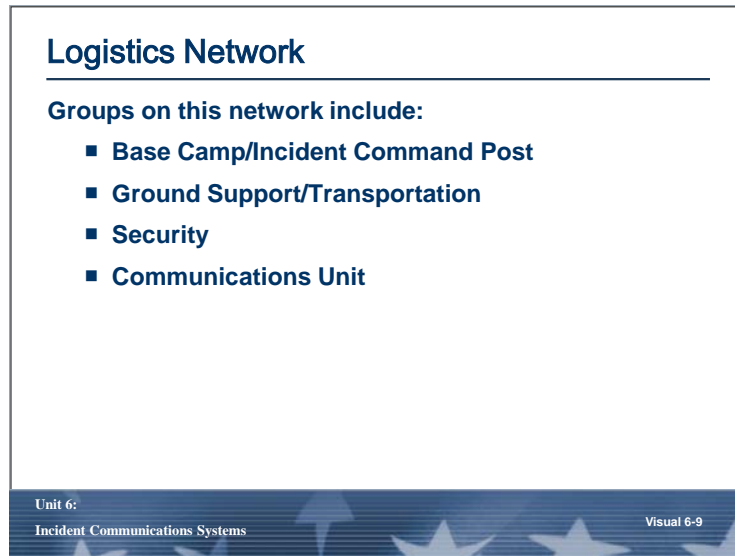 Logistics Network
Groups on this network include:
■ Base Camp/Incident Command Post
■ Ground Support/Transportation
■ Security
■ Communications Unit
Unit 6:
Incident Communications Systems
Visual 6-9